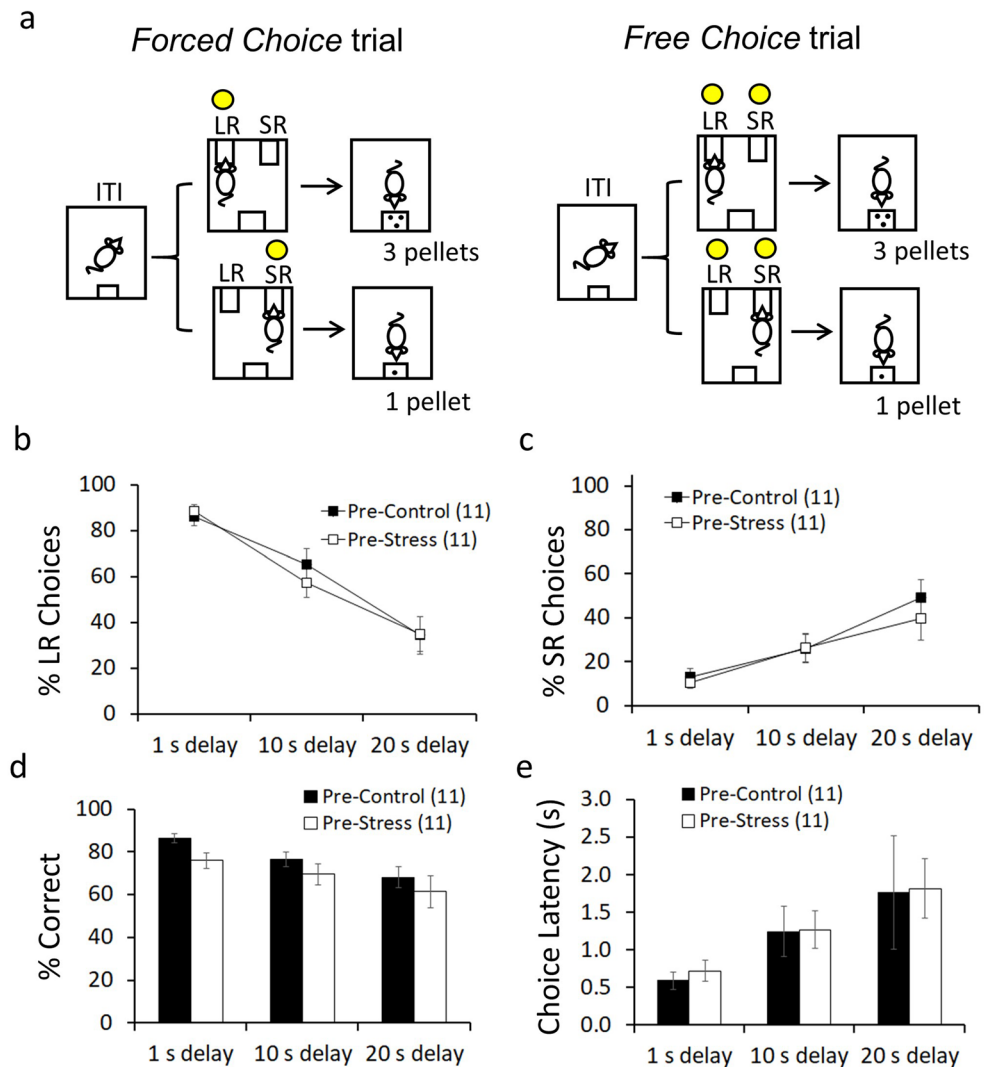 a
Forced Choice trial
Free Choice trial
LR SR
LR SR
ITI
ITI
3 pellets
3 pellets
LR SR
LR SR
1 pellet
1 pellet
b
% LR Choices
100
80
60
40
20
0
Pre-Control (11)
Pre-Stress (11)
1 s delay 10 s delay 20 s delay
c
% SR Choices
100
80
60
40
20
0
Pre-Control (11)
Pre-Stress (11)
1 s delay 10 s delay 20 s delay
d
% Correct
100
80
60
40
20
0
Pre-Control (11)
Pre-Stress (11)
1 s delay 10 s delay 20 s delay
e
Choice Latency (s)
3.0
2.5
2.0
1.5
1.0
0.5
0.0
Pre-Control (11)
Pre-Stress (11)
1 s delay 10 s delay 20 s delay